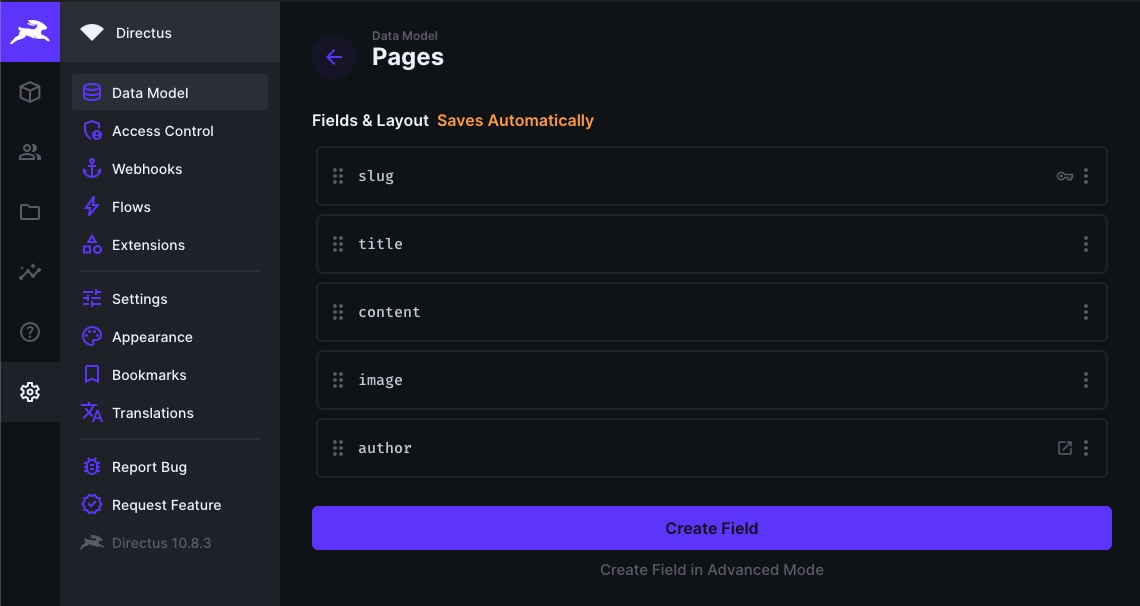 Directus
Data Model
Access Control
Webhooks
Flows
Extensions
Settings
Appearance
Bookmarks
Translations
Report Bug
Request Feature
Directus 10.8.3
Data Model
Pages
Fields & Layout Saves Automatically
slug
title
content
image
author
Create Field
Create Field in Advanced Mode